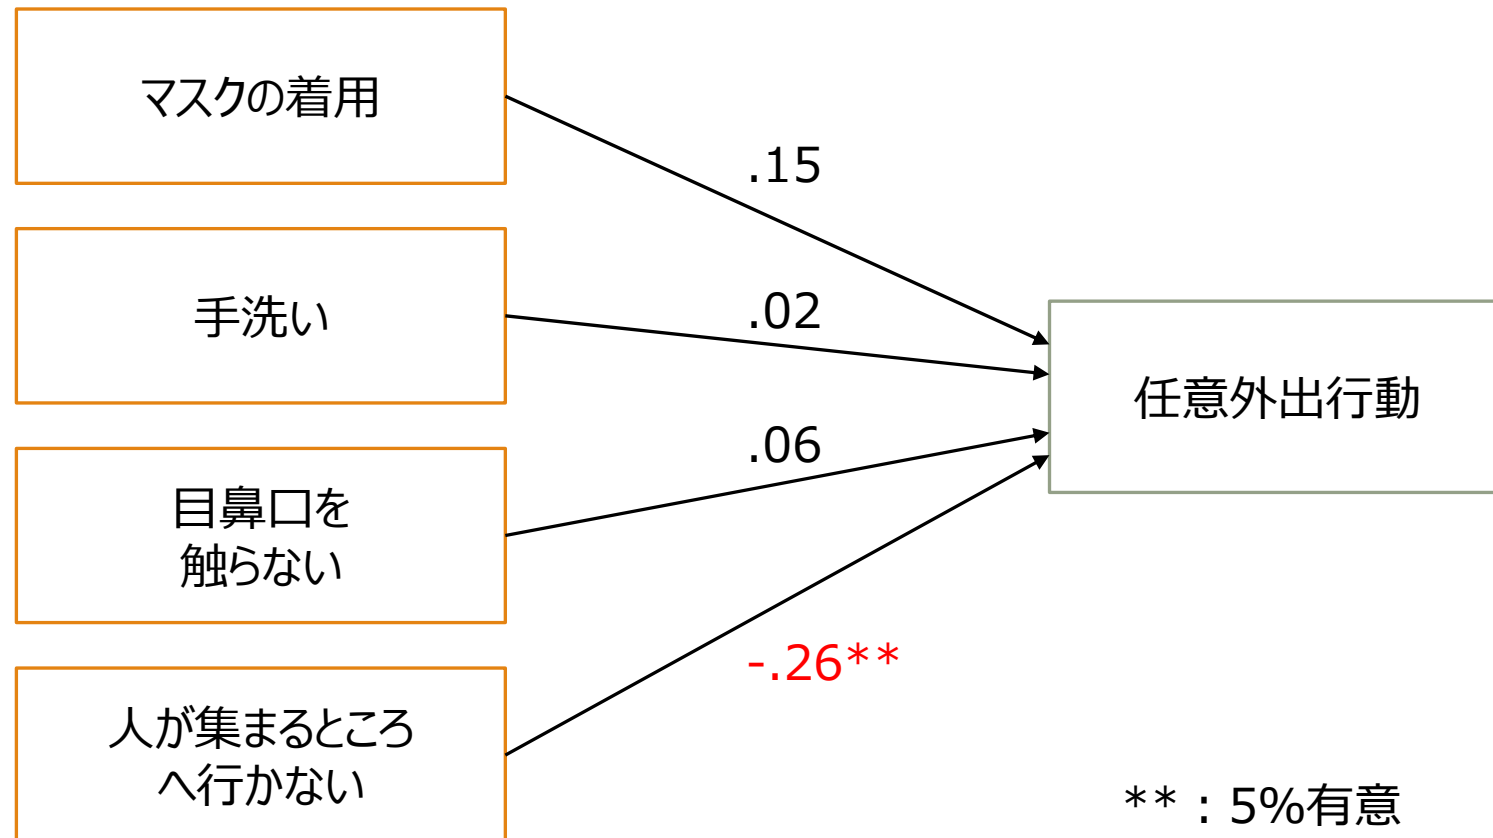 マスクの着用
.15
手洗い
.02
任意外出行動
.06
目鼻口を
触らない
-.26**
人が集まるところ
へ行かない
**：5%有意